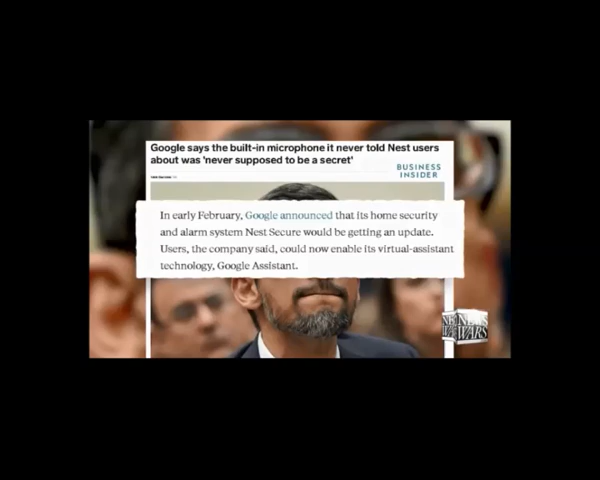 Google says the built-in microphone it never told Nest users
about was 'never supposed to be a secret'
BUSINESS
INSIDER
In early February, Google announced that its home security
and alarm system Nest Secure would be getting an update.
Users, the company said, could now enable its virtual-assistant
technology, Google Assistant.
NEWS
WARS